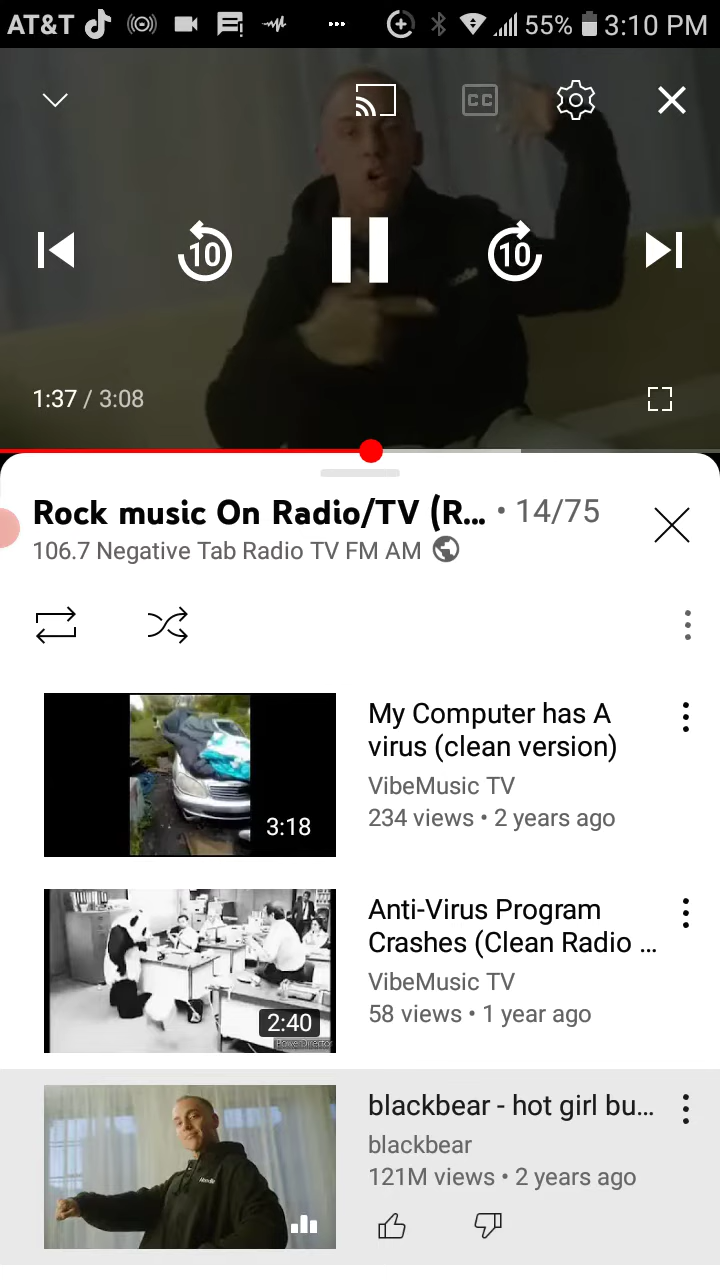 AT&T 55% 3:10 PM
CC
10 10
1:37 / 3:08
Rock music On Radio/TV (R... • 14/75
106.7 Negative Tab Radio TV FM AM
My Computer has A
virus (clean version)
VibeMusic TV
234 views • 2 years ago
3:18
Anti-Virus Program
Crashes (Clean Radio ...
VibeMusic TV
58 views • 1 year ago
2:40
PowerDirector
blackbear - hot girl bu...
blackbear
121M views • 2 years ago